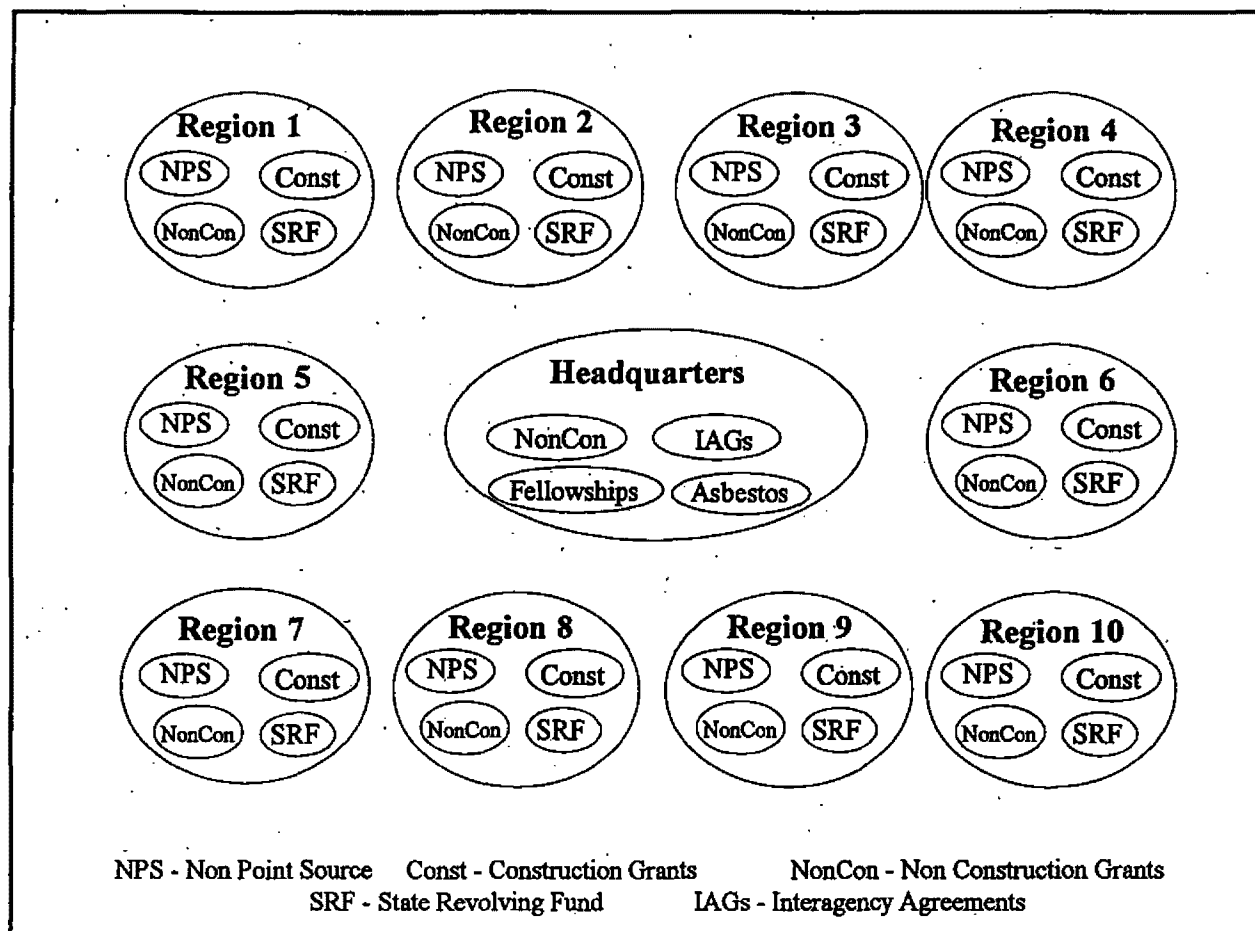 Region 1
NPS Const
NonCon SRF
Region 2
NPS Const
NonCon SRF
Region 3
NPS Const
NonCon SRF
Region 4
NPS Const
NonCon SRF
Region 5
NPS Const
NonCon SRF
Headquarters
NonCon IAGs
Fellowships Asbestos
Region 6
NPS Const
NonCon SRF
Region 7
NPS Const
NonCon SRF
Region 8
NPS Const
NonCon SRF
Region 9
NPS Const
NonCon SRF
Region 10
NPS Const
NonCon SRF
NPS - Non Point Source Const - Construction Grants NonCon - Non Construction Grants
SRF - State Revolving Fund IAGs - Interagency Agreements